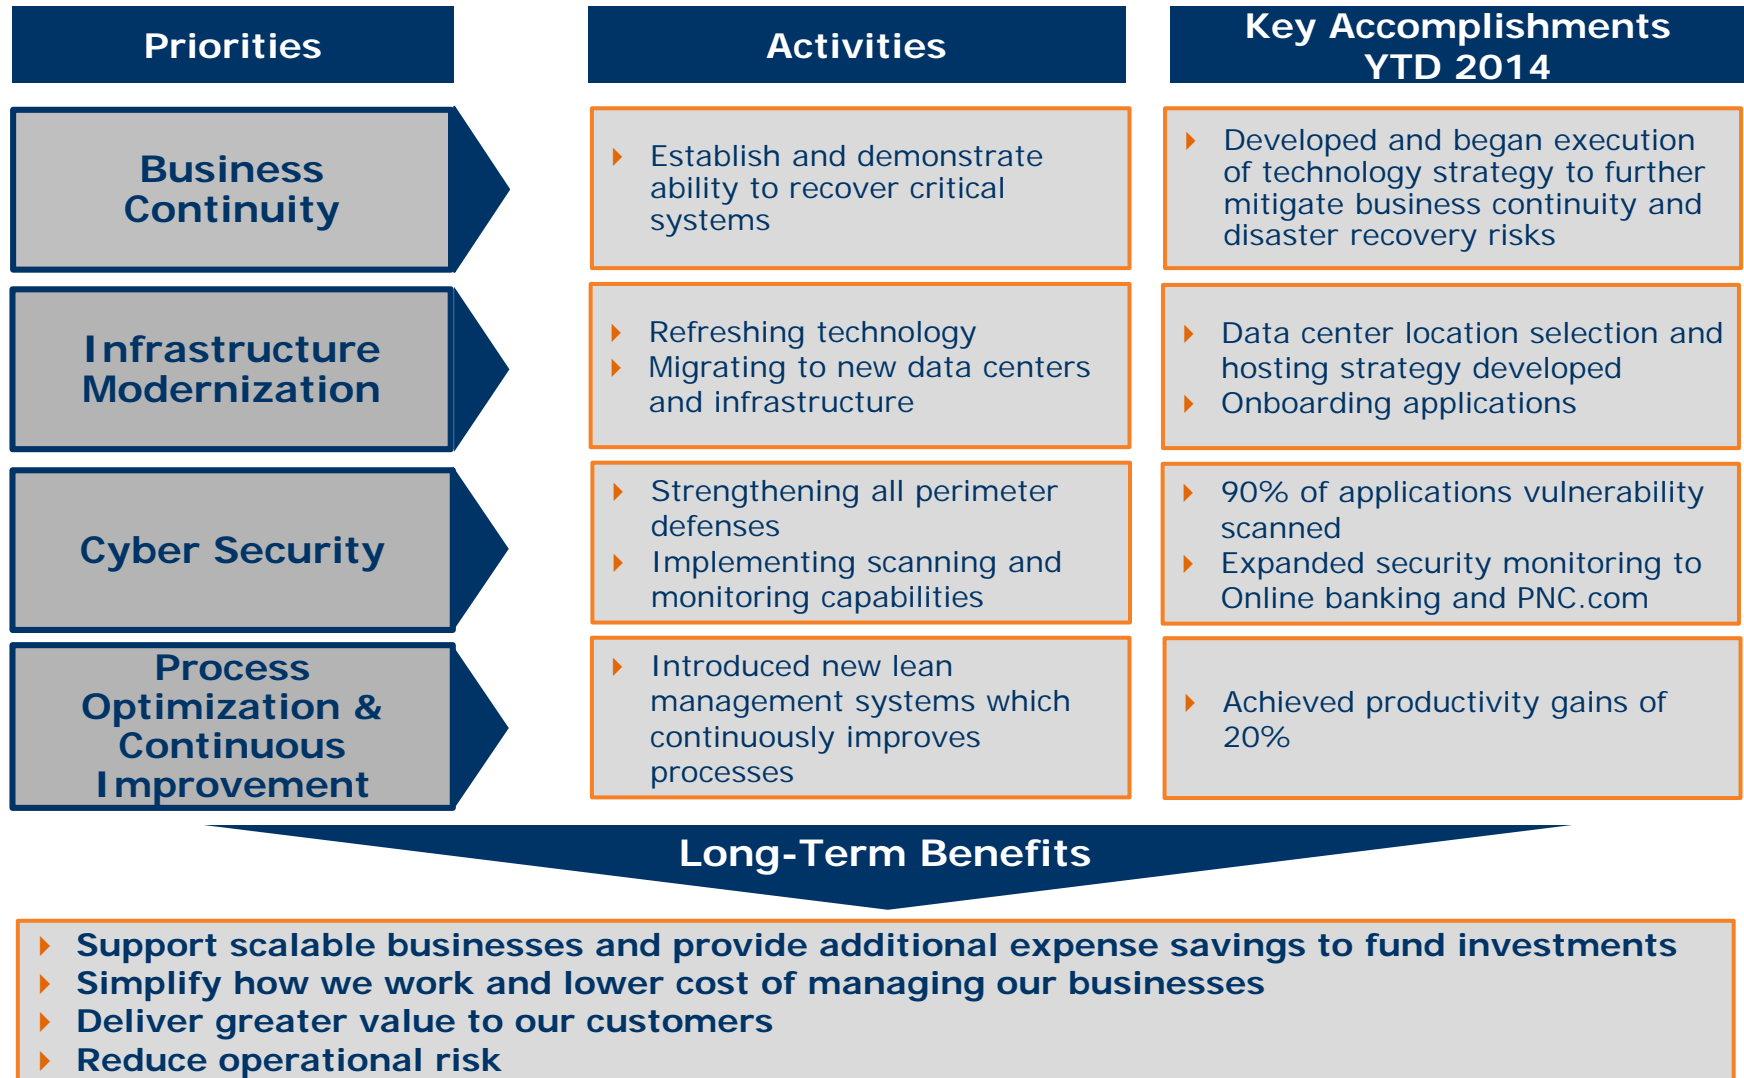 Priorities
Activities
Key Accomplishments
YTD 2014
Business
Continuity
Establish and demonstrate
ability to recover critical
systems
Developed and began execution
of technology strategy to further
mitigate business continuity and
disaster recovery risks
Infrastructure
Modernization
Refreshing technology
Migrating to new data centers
and infrastructure
Data center location selection and
hosting strategy developed
Onboarding applications
Cyber Security
Strengthening all perimeter
defenses
Implementing scanning and
monitoring capabilities
90% of applications vulnerability
scanned
Expanded security monitoring to
Online banking and PNC.com
Process
Optimization &
Continuous
Improvement
Introduced new lean
management systems which
continuously improves
processes
Achieved productivity gains of
20%
Long-Term Benefits
Support scalable businesses and provide additional expense savings to fund investments
Simplify how we work and lower cost of managing our businesses
Deliver greater value to our customers
Reduce operational risk